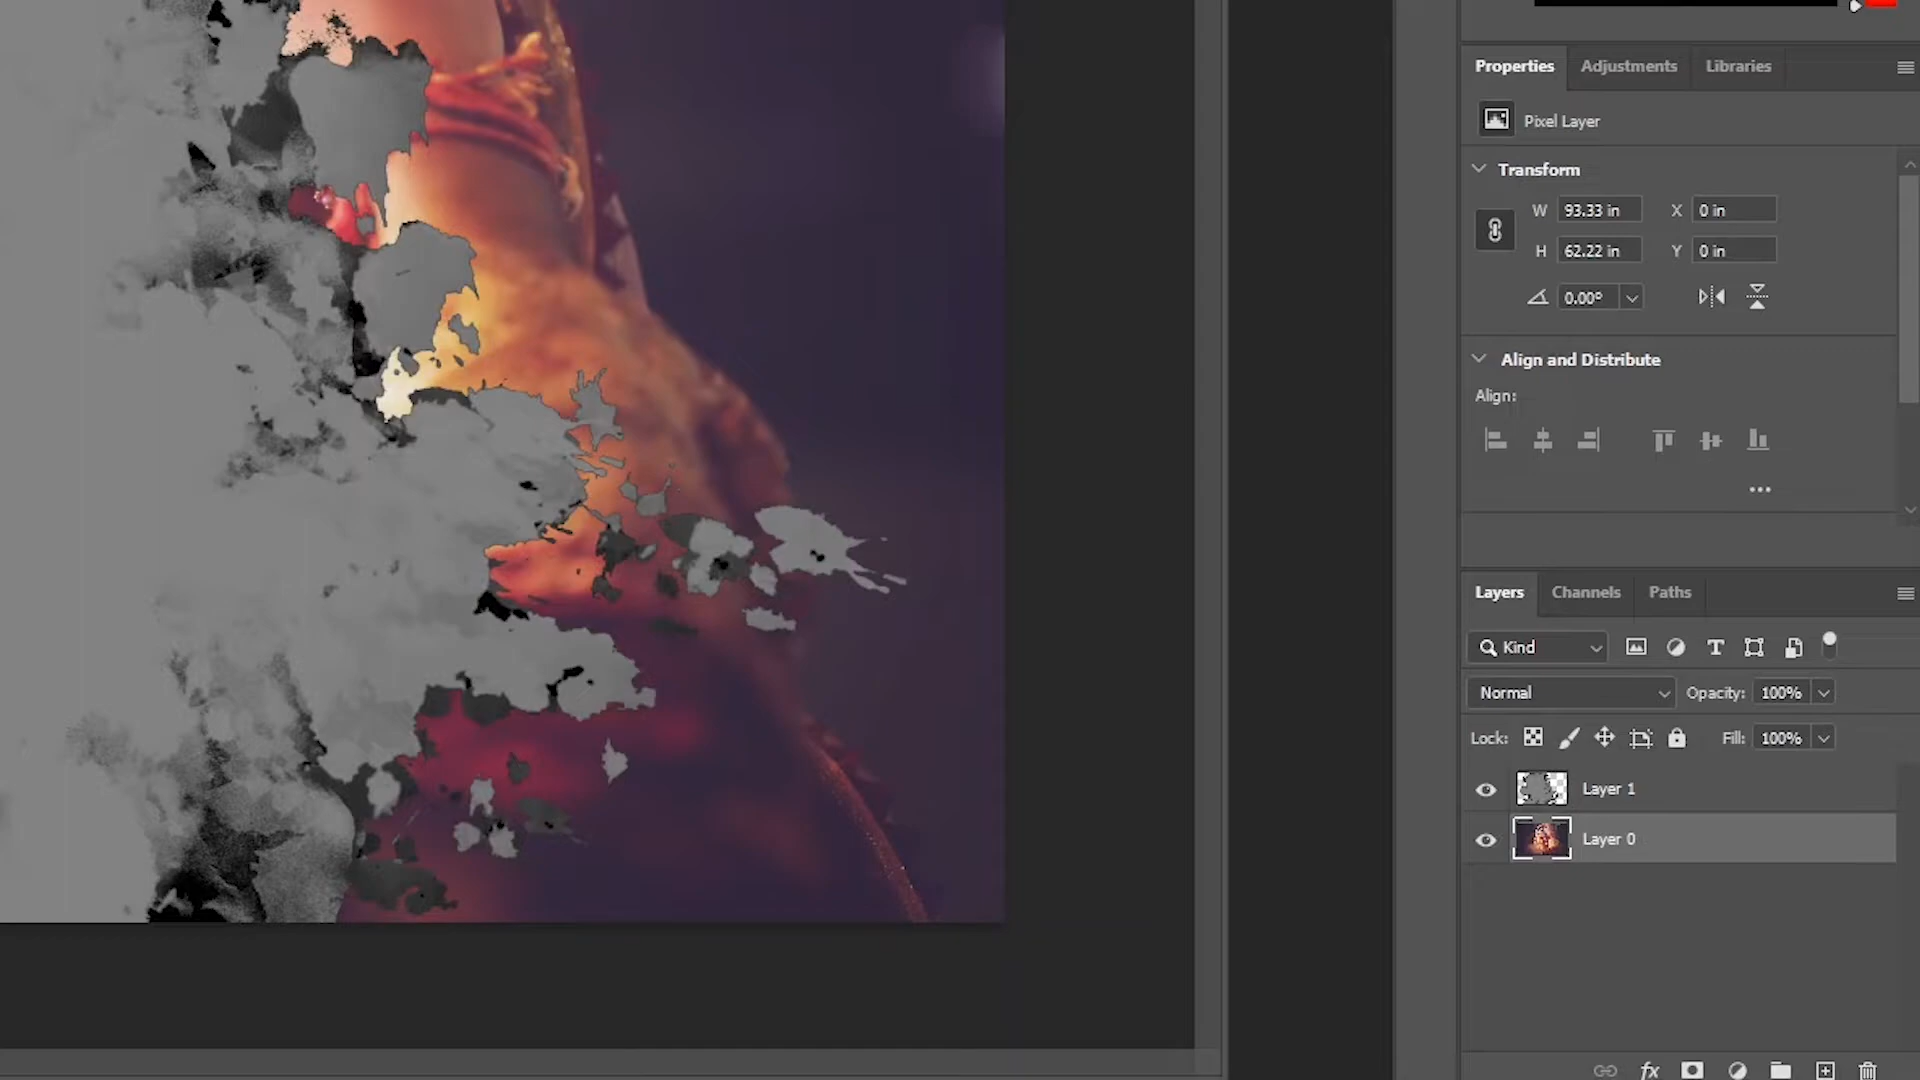 Properties Adjustments Libraries
Pixel Layer
Transform
W 93.33 in X 0 in
H 62.22 in Y 0 in
0.00°
Align and Distribute
Align:
Layers Channels Paths
Kind T
Normal Opacity: 100%
Lock: Fill: 100%
Layer 1
Layer 0
fx